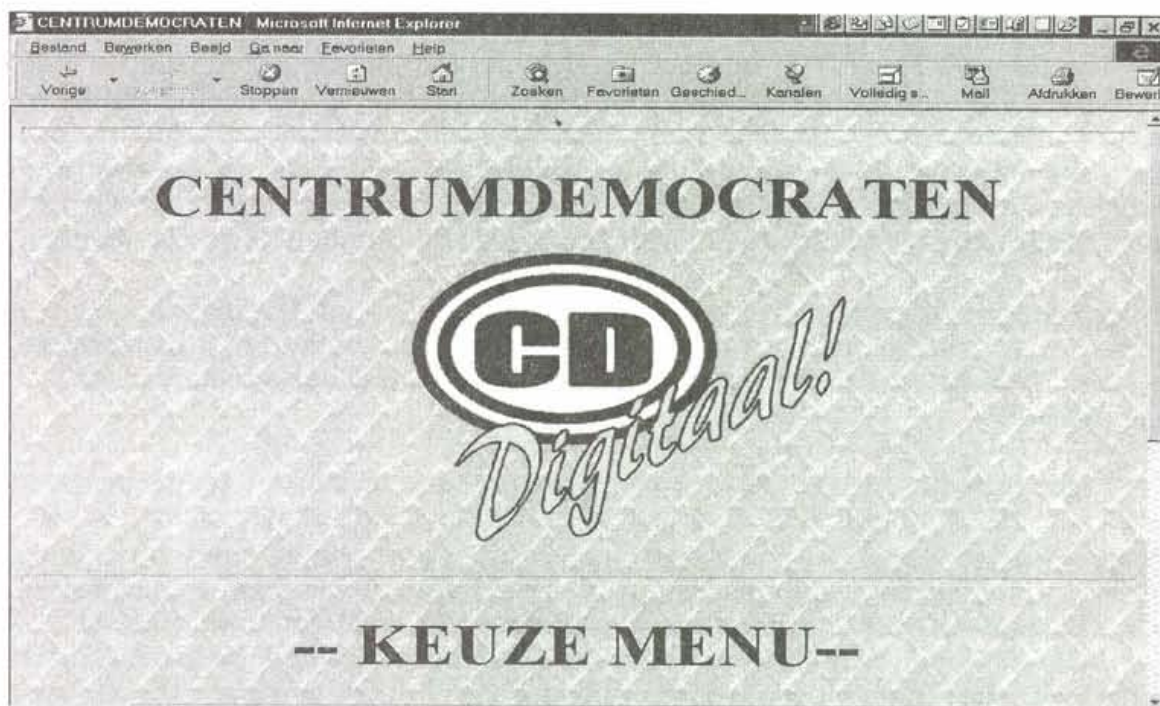 CENTRUMDEMOCRATEN Microsoft Internet Explorer
Bestand Bewerken Beeld Ga naar Favorieten Help
Vorige Stoppen Vernieuwen Start Zoeken Favorieten Geschied... Kanalen Volledig s... Mail Afdrukken Bewerk
CENTRUMDEMOCRATEN
CD
Digitaal!
-- KEUZE MENU--